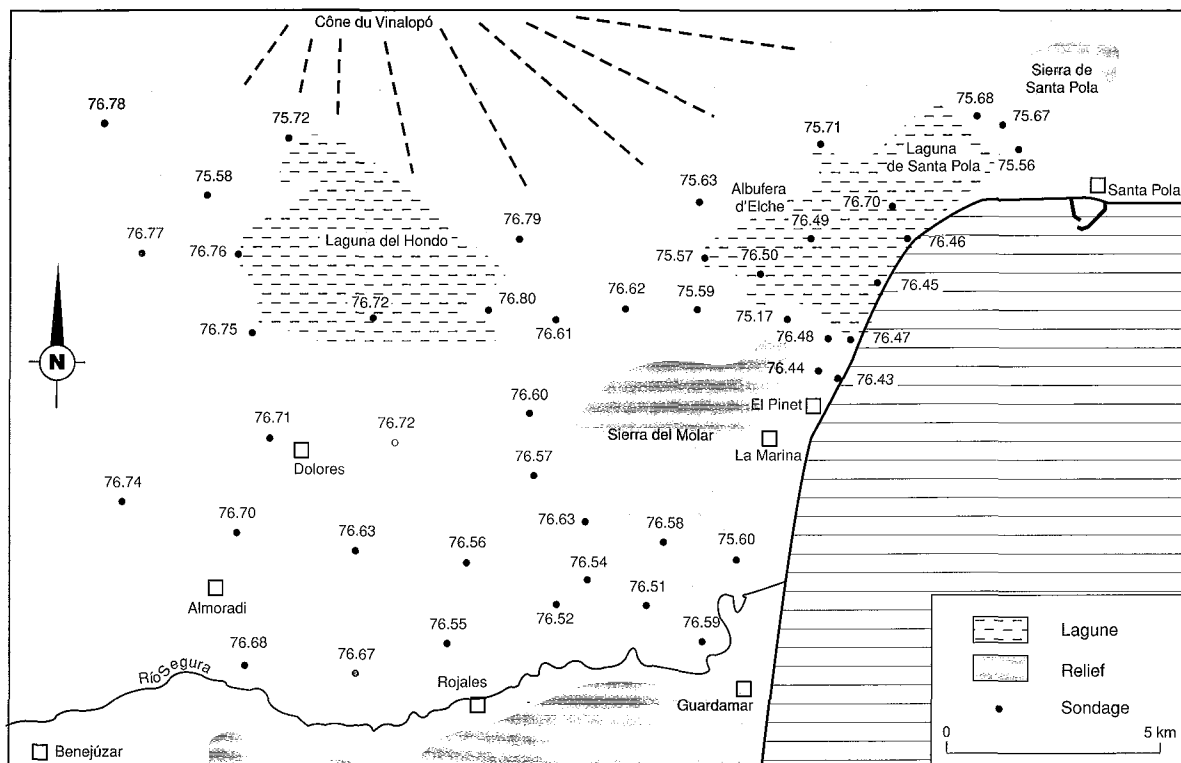 Cône du Vinalopó
Sierra de
Santa Pola
76.78
75.72
75.68
75.67
75.71
Laguna
de Santa Pola
75.56
75.58
75.63
Albufera
d'Elche
Santa Pola
76.70
76.79
76.49
76.77
76.76
Laguna del Hondo
76.46
75.57
76.50
76.45
76.72
76.80
76.62
75.59
76.75
76.61
75.17
76.48
76.47
N
76.44
76.43
76.60
El Pinet
76.71
76.72
Sierra del Molar
La Marina
Dolores
76.57
76.74
76.70
76.63
76.63
76.58
76.56
75.60
76.54
Almoradi
76.52
76.51
76.55
76.59
76.68
76.67
Río Segura
Rojales
Guardamar
Benejúzar
Lagune
Relief
Sondage
0 5 km